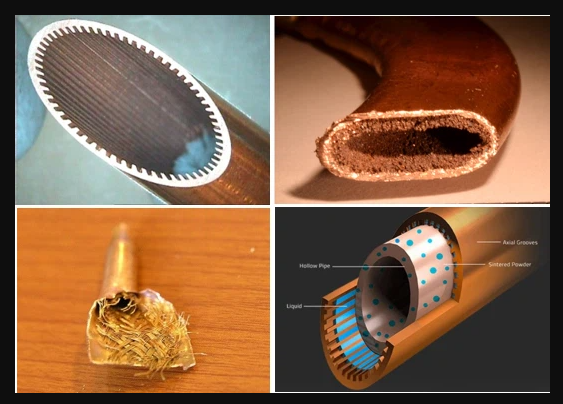 Axial Grooves
Hollow Pipe
Sintered Powder
Liquid